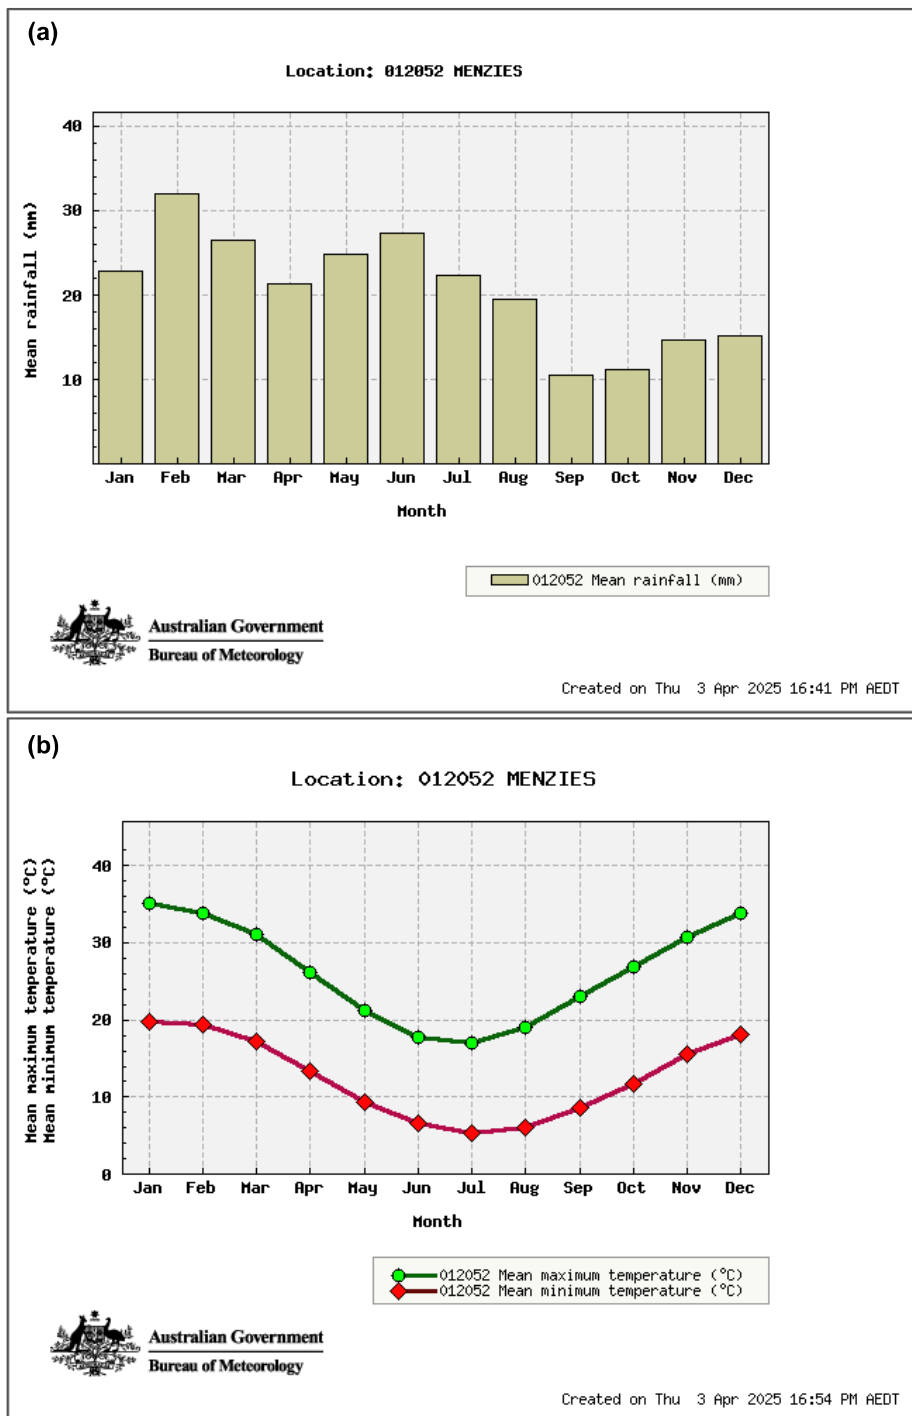 (a)
Location: 012052 MENZIES
Mean rainfall (mm)
40
30
20
10
Jan Feb Mar Apr May Jun Jul Aug Sep Oct Nov Dec
Month
012052 Mean rainfall (mm)
Australian Government
Bureau of Meteorology
Created on Thu 3 Apr 2025 16:41 PM AEDT
(b)
Location: 012052 MENZIES
Mean maximum temperature (°C)
Mean minimum temperature (°C)
40
30
20
10
0
Jan Feb Mar Apr May Jun Jul Aug Sep Oct Nov Dec
Month
012052 Mean maximum temperature (°C)
012052 Mean minimum temperature (°C)
Australian Government
Bureau of Meteorology
Created on Thu 3 Apr 2025 16:54 PM AEDT